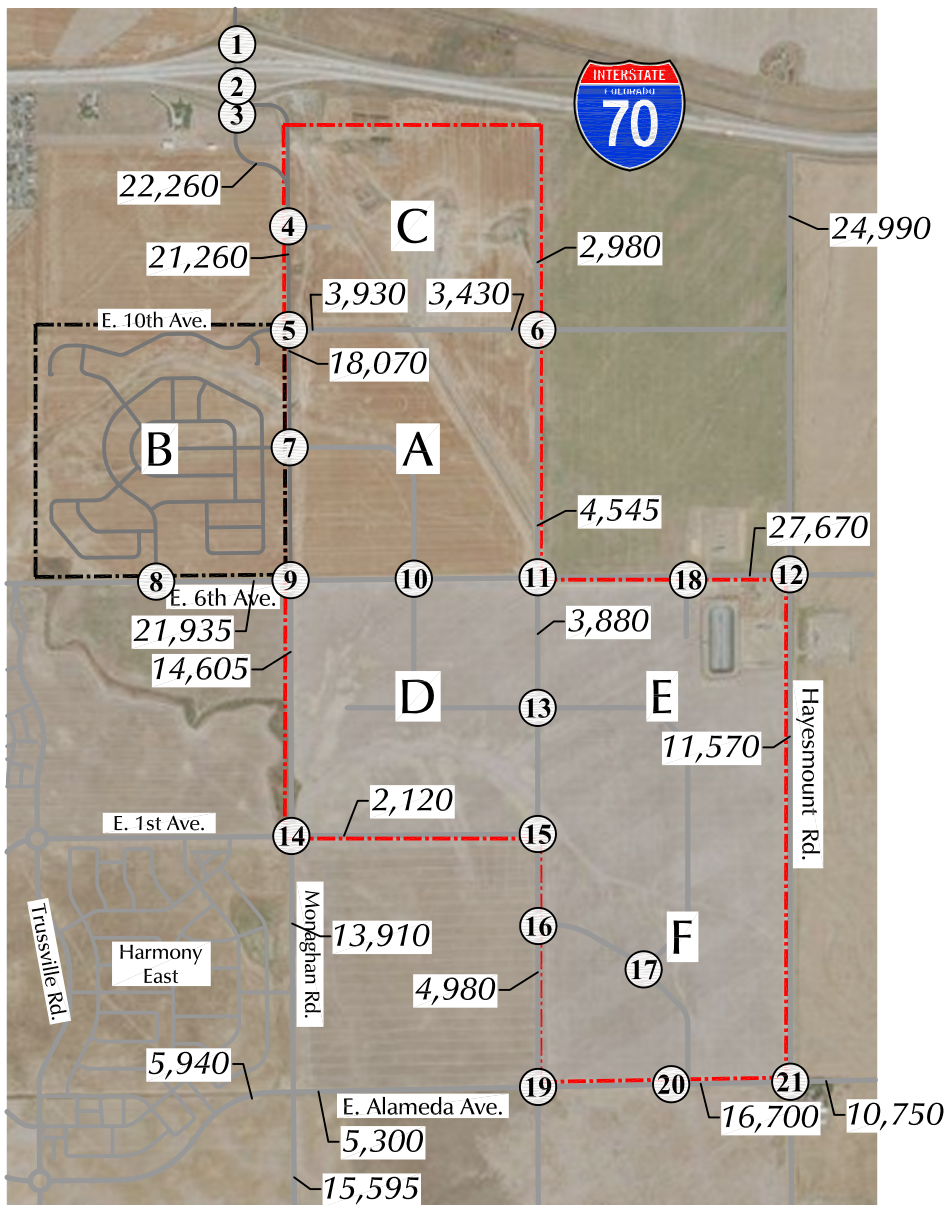 1
INTERSTATE
COLORADO
70
2
3
22,260
4
C
24,990
21,260
2,980
3,930
3,430
E. 10th Ave.
5
6
18,070
B
7
A
4,545
27,670
8
9
10
11
18
12
E. 6th Ave.
21,935
3,880
14,605
D
13
E
Hayesmount Rd.
11,570
2,120
E. 1st Ave.
14
15
Trussville Rd.
Monaghan Rd.
13,910
16
F
Harmony
East
17
4,980
5,940
19
20
21
E. Alameda Ave.
16,700
10,750
5,300
15,595